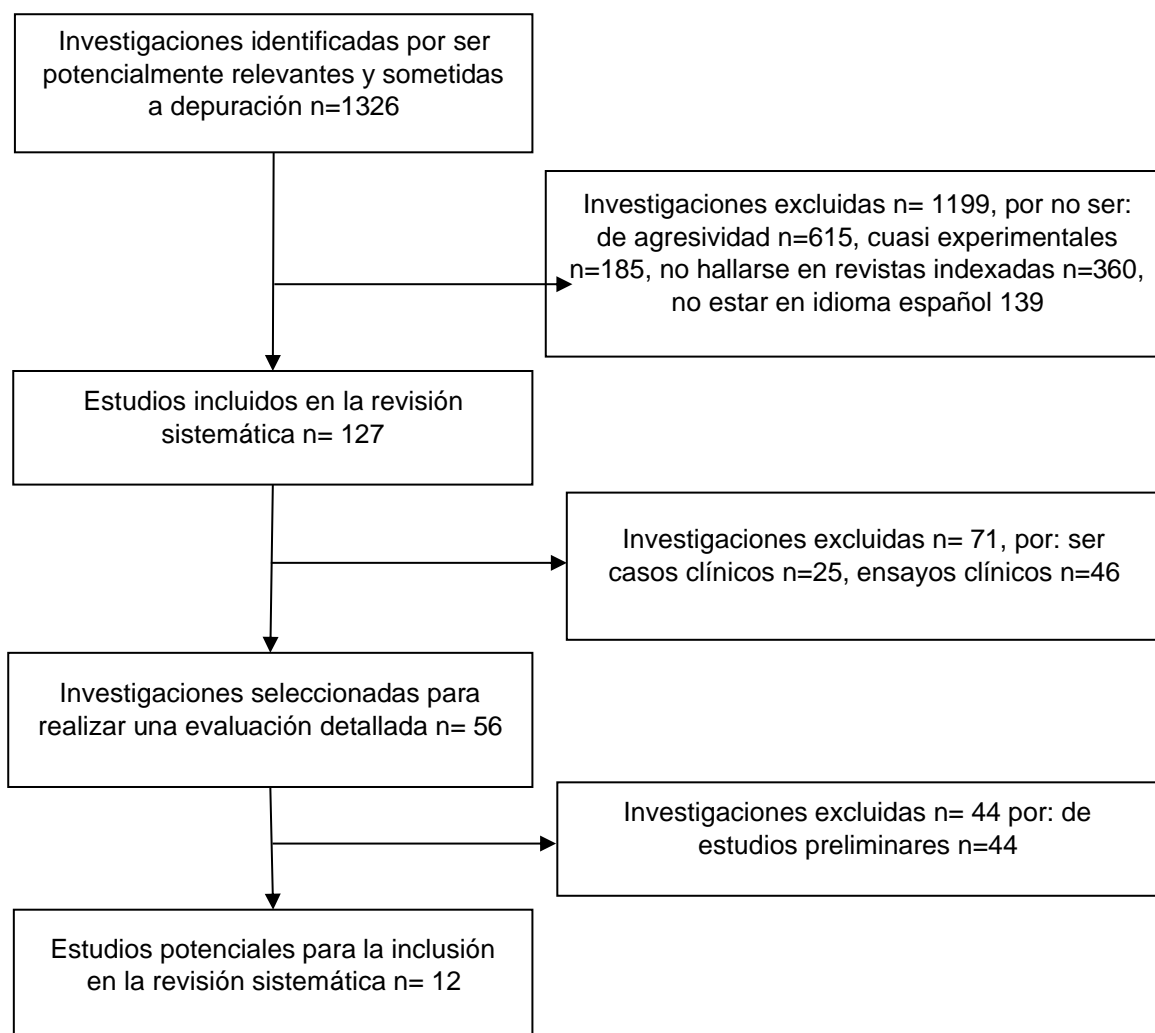 Investigaciones identificadas por ser
potencialmente relevantes y sometidas
a depuración n=1326
Investigaciones excluidas n= 1199, por no ser:
de agresividad n=615, cuasi experimentales
n=185, no hallarse en revistas indexadas n=360,
no estar en idioma español 139
Estudios incluidos en la revisión
sistemática n= 127
Investigaciones excluidas n= 71, por: ser
casos clínicos n=25, ensayos clínicos n=46
Investigaciones seleccionadas para
realizar una evaluación detallada n= 56
Investigaciones excluidas n= 44 por: de
estudios preliminares n=44
Estudios potenciales para la inclusión
en la revisión sistemática n= 12